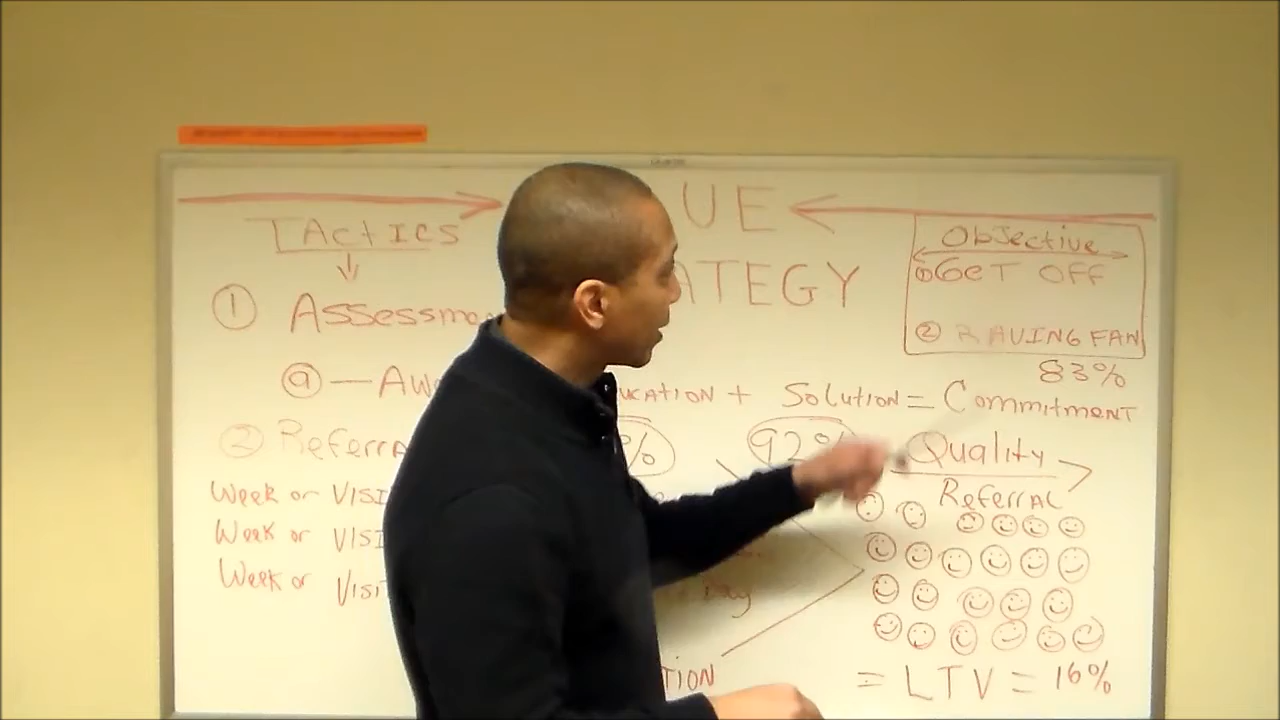 UE
TActIcs
ATEGY
Objective
① GeT OFF
② RAVING FAN
83%
① Assessm
ⓐ — Aw UCATION + Solution = Commitment
② Referra % 92% Quality
Referral
Week or VISI
Week or VISI
Week or VISI Day
TION
= LTV = 16%